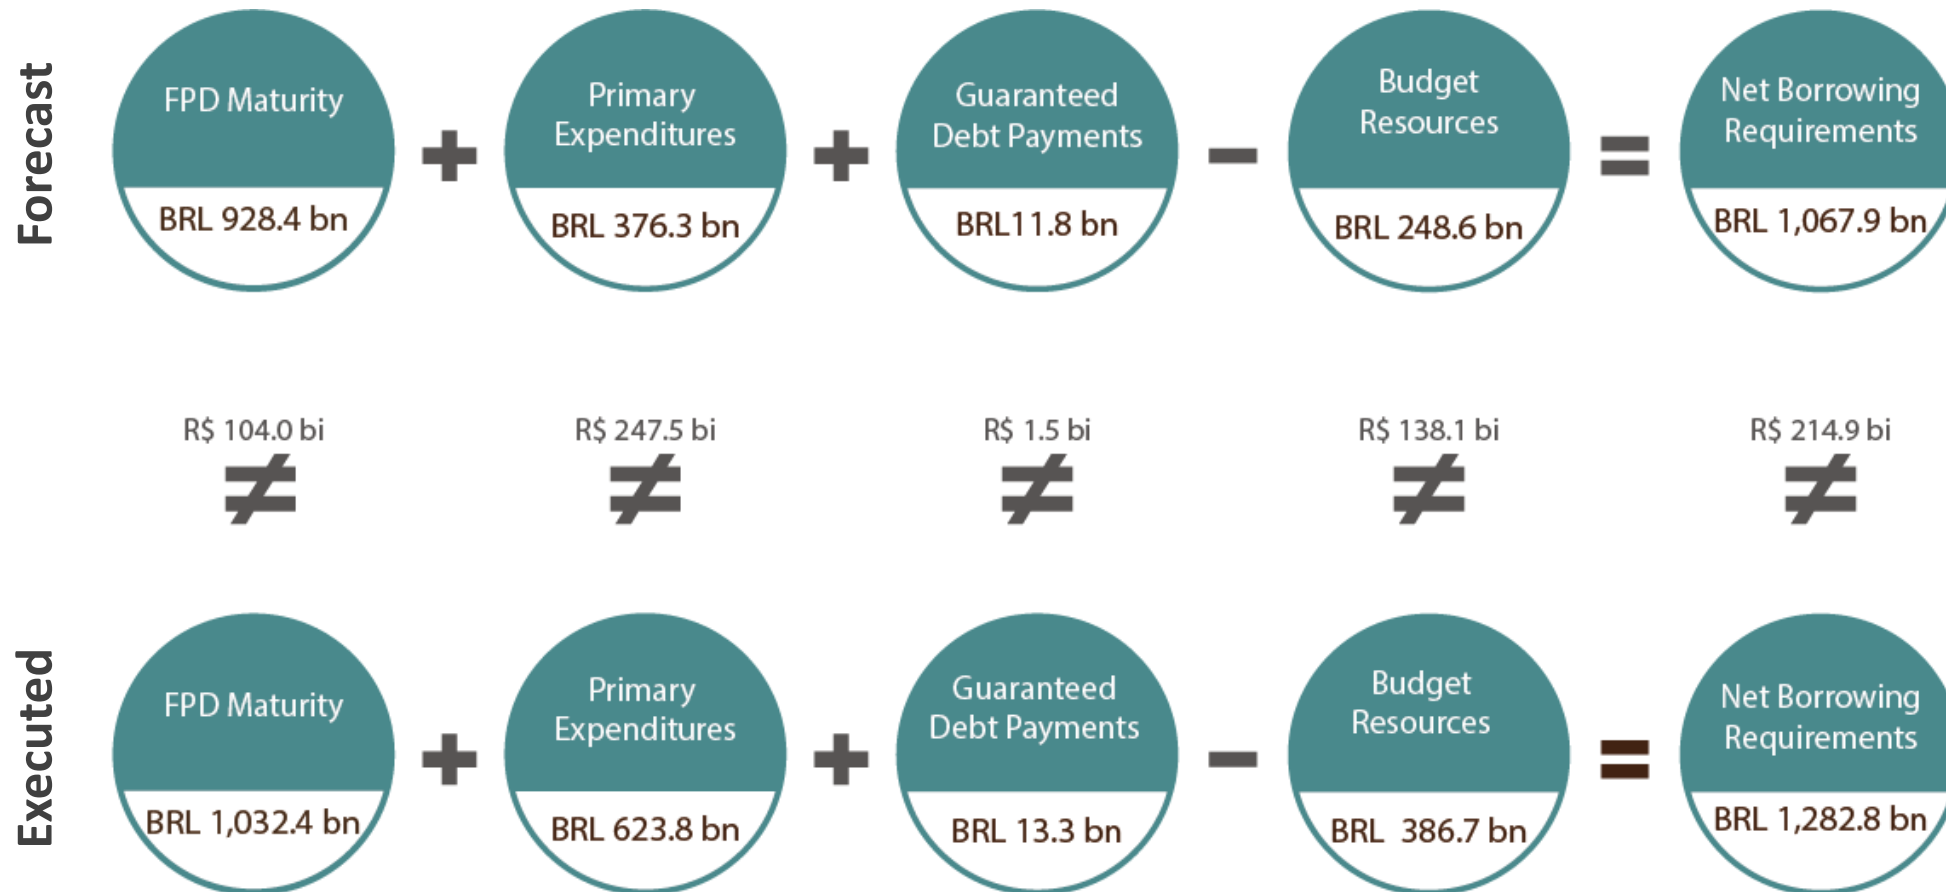 Forecast
FPD Maturity
BRL 928.4 bn
+
Primary
Expenditures
BRL 376.3 bn
+
Guaranteed
Debt Payments
BRL11.8 bn
−
Budget
Resources
BRL 248.6 bn
=
Net Borrowing
Requirements
BRL 1,067.9 bn
R$ 104.0 bi
≠
R$ 247.5 bi
≠
R$ 1.5 bi
≠
R$ 138.1 bi
≠
R$ 214.9 bi
≠
Executed
FPD Maturity
BRL 1,032.4 bn
+
Primary
Expenditures
BRL 623.8 bn
+
Guaranteed
Debt Payments
BRL 13.3 bn
−
Budget
Resources
BRL 386.7 bn
=
Net Borrowing
Requirements
BRL 1,282.8 bn